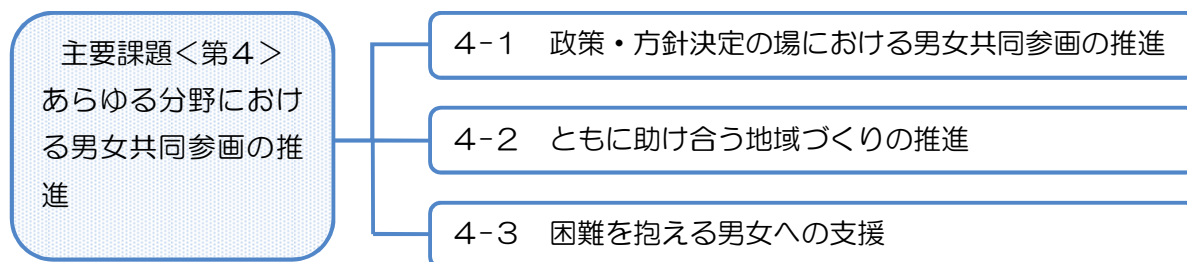 主要課題＜第４＞
あらゆる分野におけ
る男女共同参画の推
進
４-１　政策・方針決定の場における男女共同参画の推進
４-２　ともに助け合う地域づくりの推進
４-３　困難を抱える男女への支援